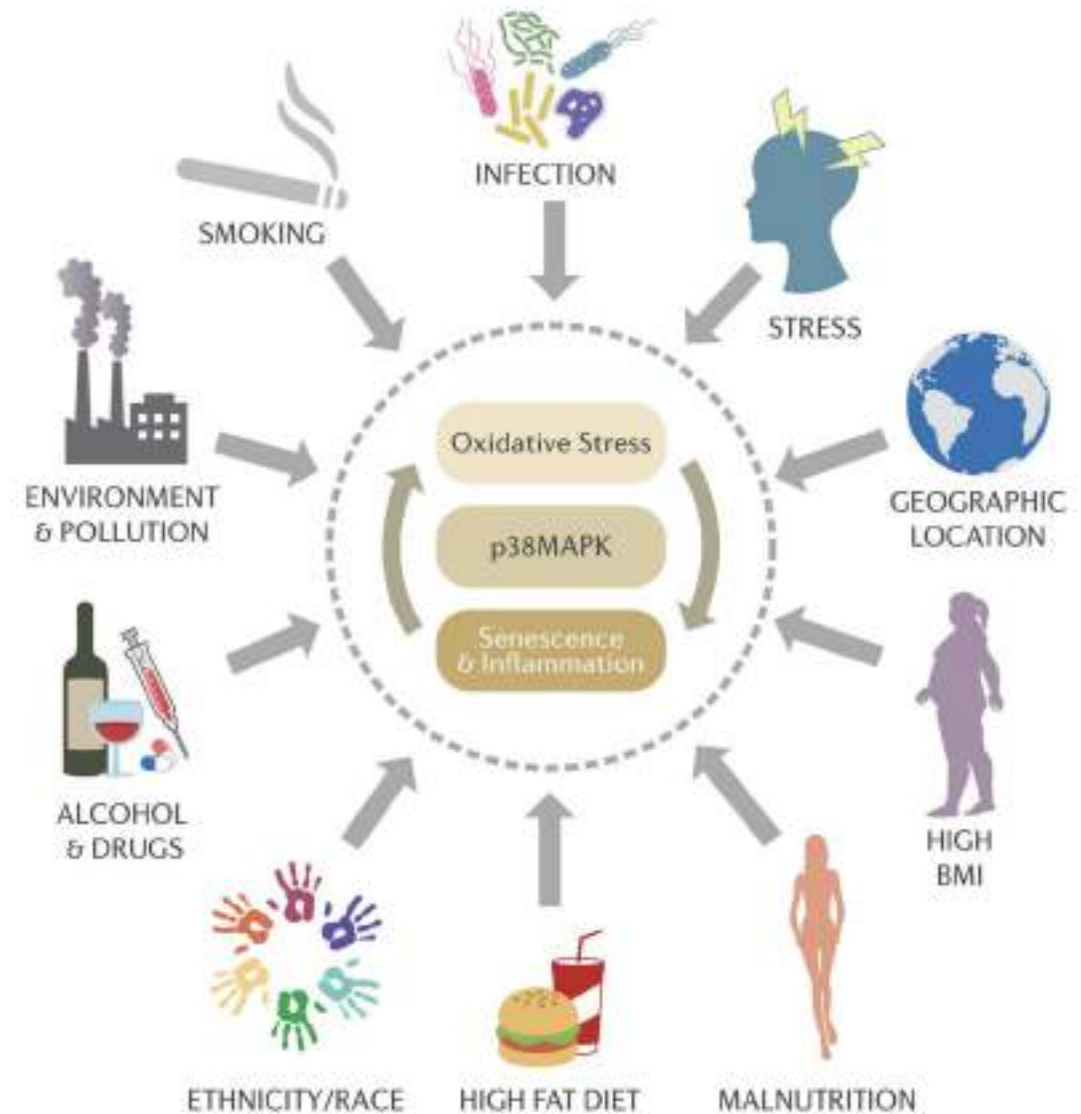 INFECTION
SMOKING
STRESS
ENVIRONMENT
& POLLUTION
GEOGRAPHIC
LOCATION
Oxidative Stress
p38MAPK
Senescence
& Inflammation
ALCOHOL
& DRUGS
HIGH
BMI
ETHNICITY/RACE
HIGH FAT DIET
MALNUTRITION